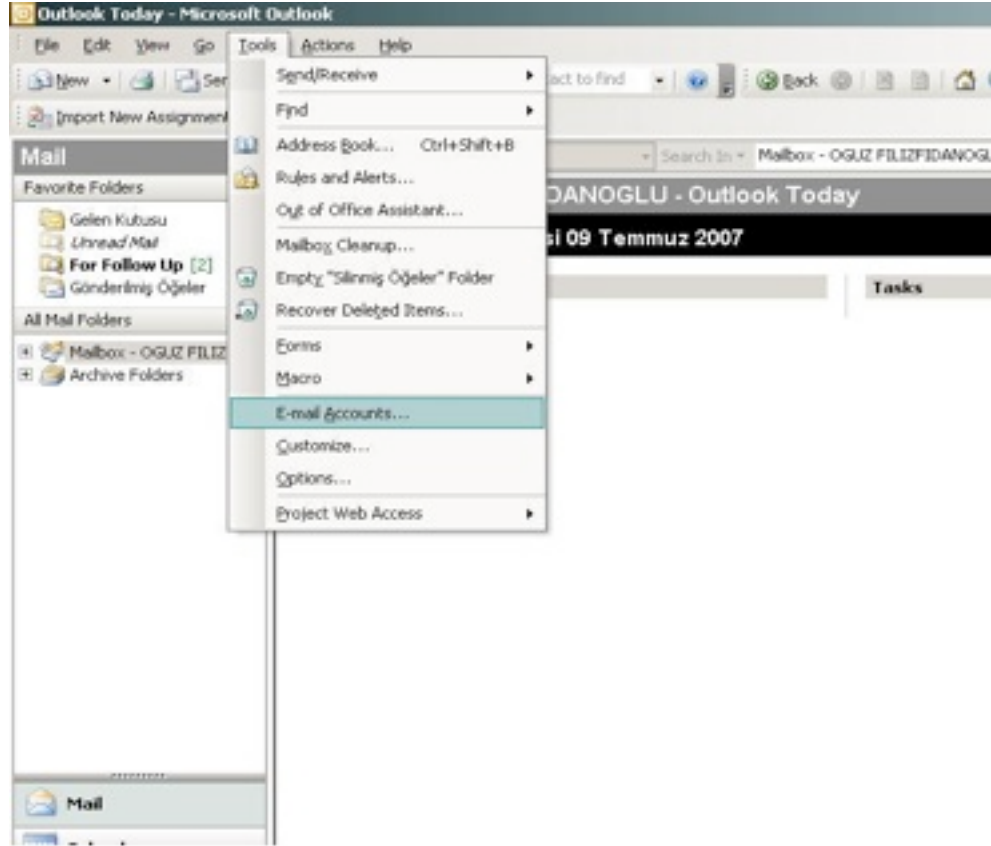 Outlook Today - Microsoft Outlook
File Edit View Go Tools Actions Help
New Sen
act to find Back
Import New Assignment
Mail
Search In Mailbox - OGUZ FILIZFIDANOGL
Favorite Folders
Gelen Kutusu
Unread Mail
For Follow Up [2]
Gönderilmiş Öğeler
All Mail Folders
Mailbox - OGUZ FILIZ
Archive Folders
Send/Receive
Find
Address Book... Ctrl+Shift+B
Rules and Alerts...
Out of Office Assistant...
Mailbox Cleanup...
Empty "Silinmiş Öğeler" Folder
Recover Deleted Items...
Forms
Macro
E-mail Accounts...
Customize...
Options...
Project Web Access
DANOGLU - Outlook Today
si 09 Temmuz 2007
Tasks
Mail